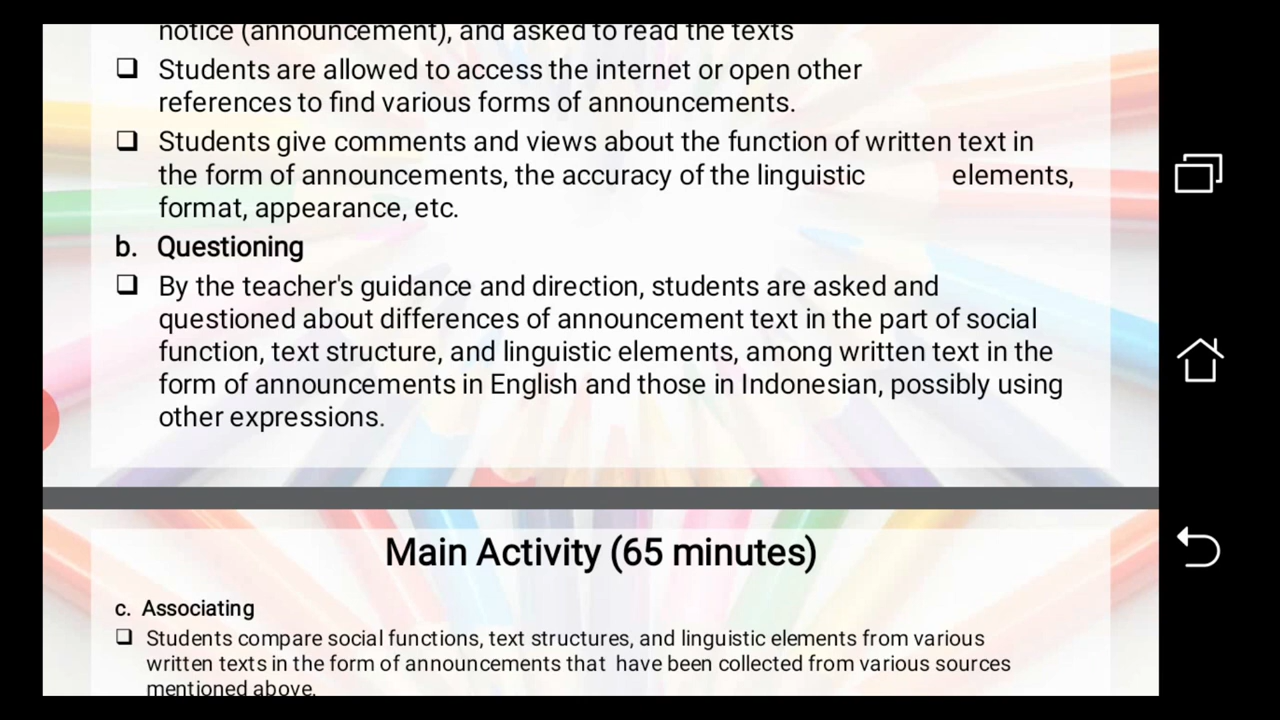 notice (announcement), and asked to read the texts
❑ Students are allowed to access the internet or open other
references to find various forms of announcements.
❑ Students give comments and views about the function of written text in
the form of announcements, the accuracy of the linguistic elements,
format, appearance, etc.
b. Questioning
❑ By the teacher's guidance and direction, students are asked and
questioned about differences of announcement text in the part of social
function, text structure, and linguistic elements, among written text in the
form of announcements in English and those in Indonesian, possibly using
other expressions.
Main Activity (65 minutes)
c. Associating
❑ Students compare social functions, text structures, and linguistic elements from various
written texts in the form of announcements that have been collected from various sources
mentioned above.